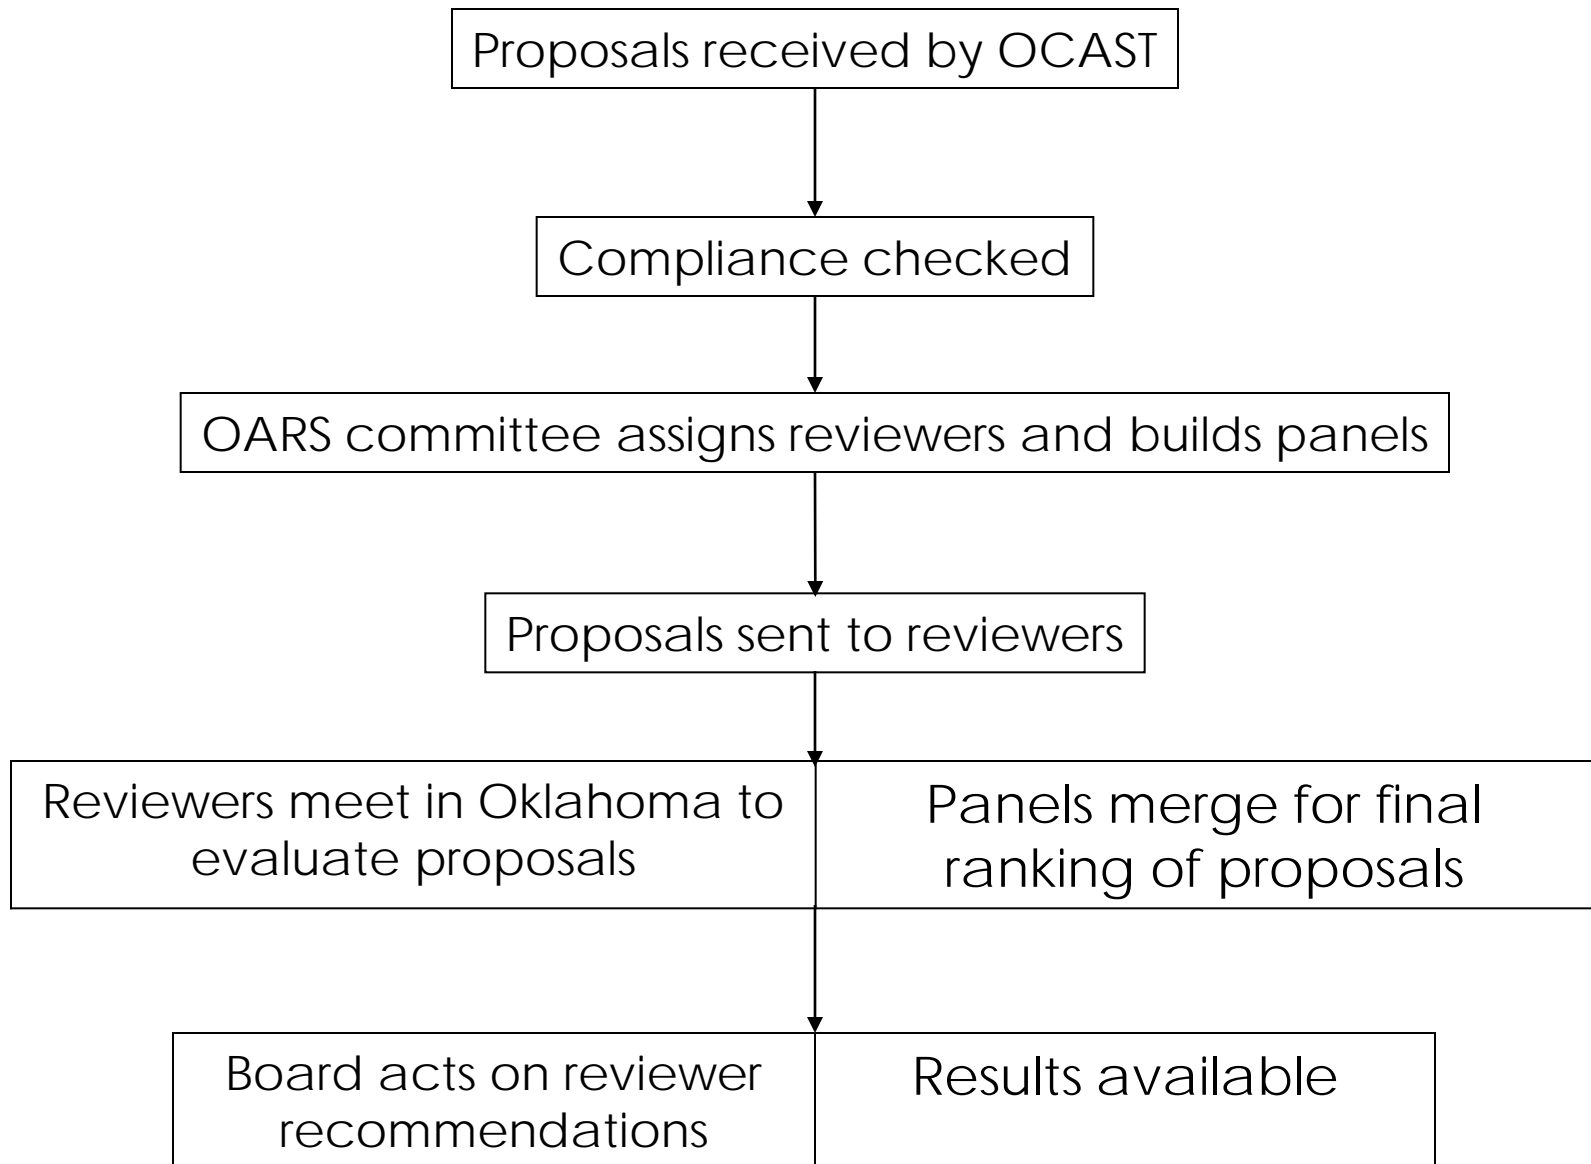 Proposals received by OCAST
Compliance checked
OARS committee assigns reviewers and builds panels
Proposals sent to reviewers
Reviewers meet in Oklahoma to
evaluate proposals
Panels merge for final
ranking of proposals
Board acts on reviewer
recommendations
Results available